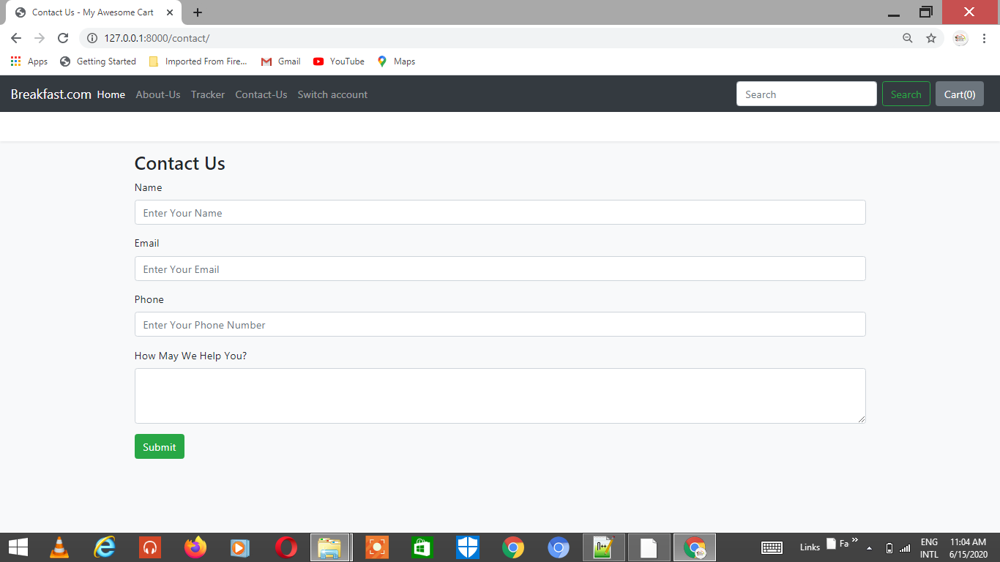 Contact Us - My Awesome Cart
127.0.0.1:8000/contact/
Apps Getting Started Imported From Fire... Gmail YouTube Maps
Breakfast.com Home About-Us Tracker Contact-Us Switch account Search Search Cart(0)
Contact Us
Name
Enter Your Name
Email
Enter Your Email
Phone
Enter Your Phone Number
How May We Help You?
Submit
Links Fa » ENG 11:04 AM
INTL 6/15/2020